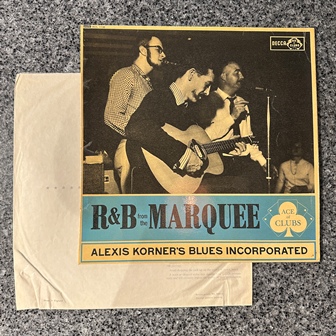 DECCA
R&B from the MARQUEE
ACE of CLUBS
ALEXIS KORNER'S BLUES INCORPORATED